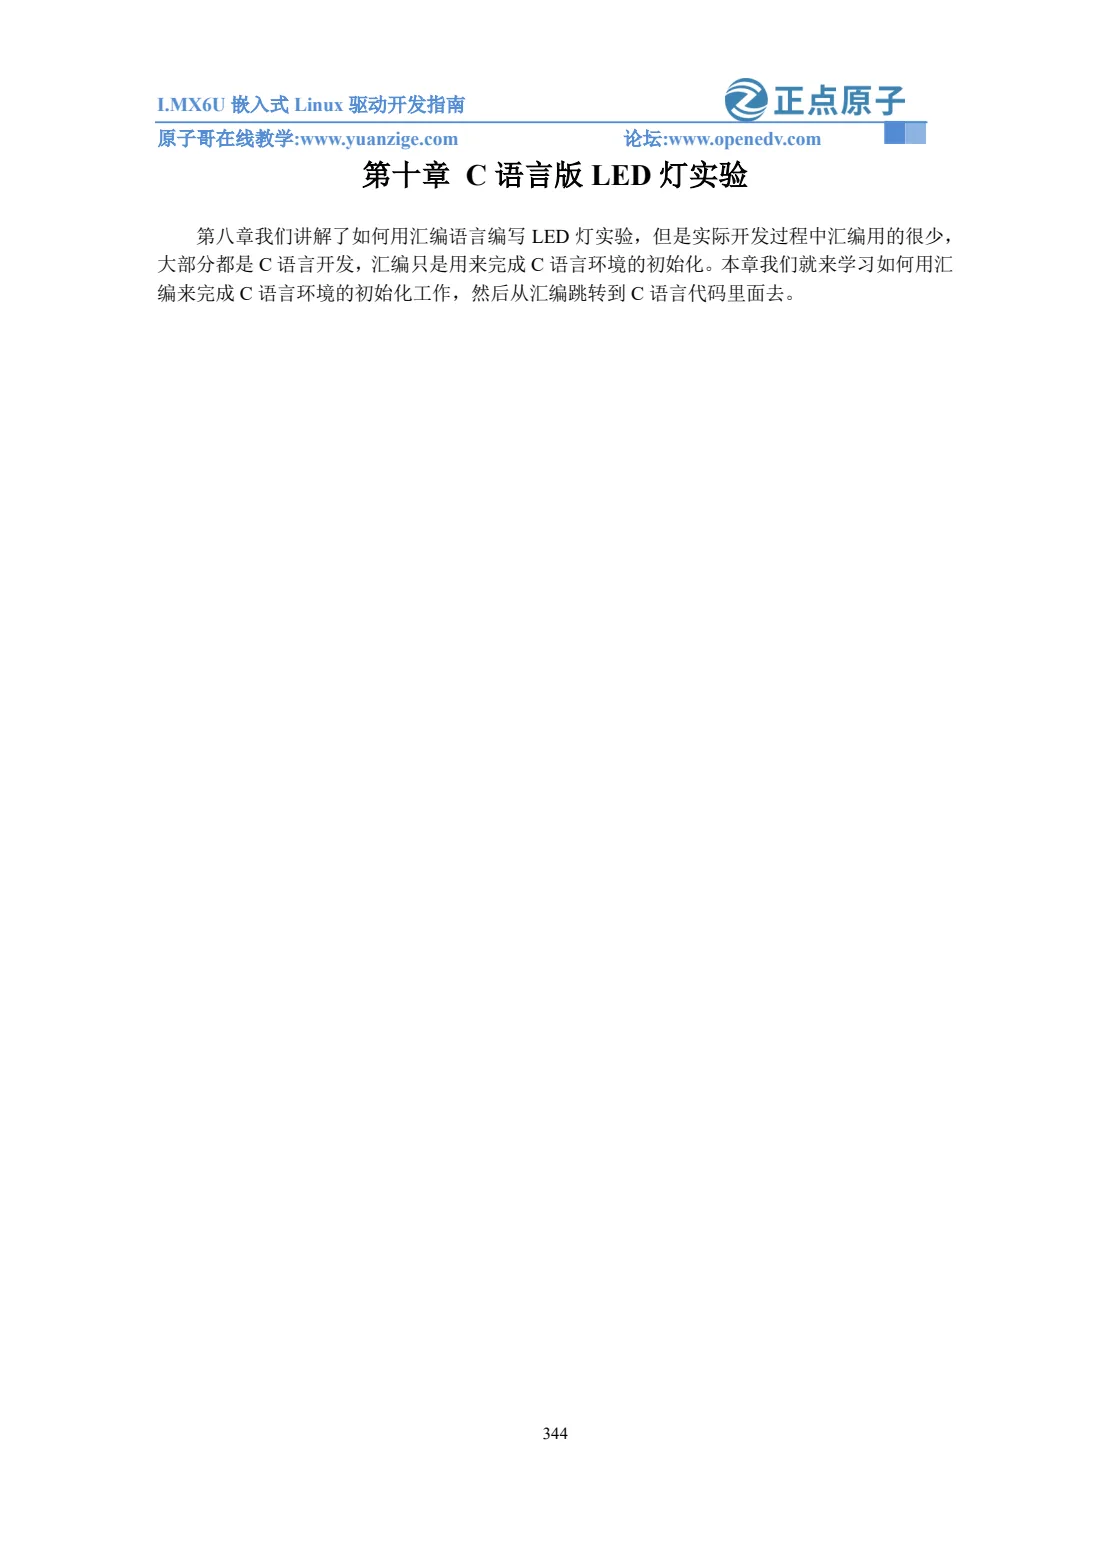 I.MX6U 嵌入式 Linux 驱动开发指南
正点原子
原子哥在线教学:www.yuanzige.com 论坛:www.openedv.com
第十章 C 语言版 LED 灯实验
第八章我们讲解了如何用汇编语言编写 LED 灯实验，但是实际开发过程中汇编用的很少，
大部分都是 C 语言开发，汇编只是用来完成 C 语言环境的初始化。本章我们就来学习如何用汇
编来完成 C 语言环境的初始化工作，然后从汇编跳转到 C 语言代码里面去。
344